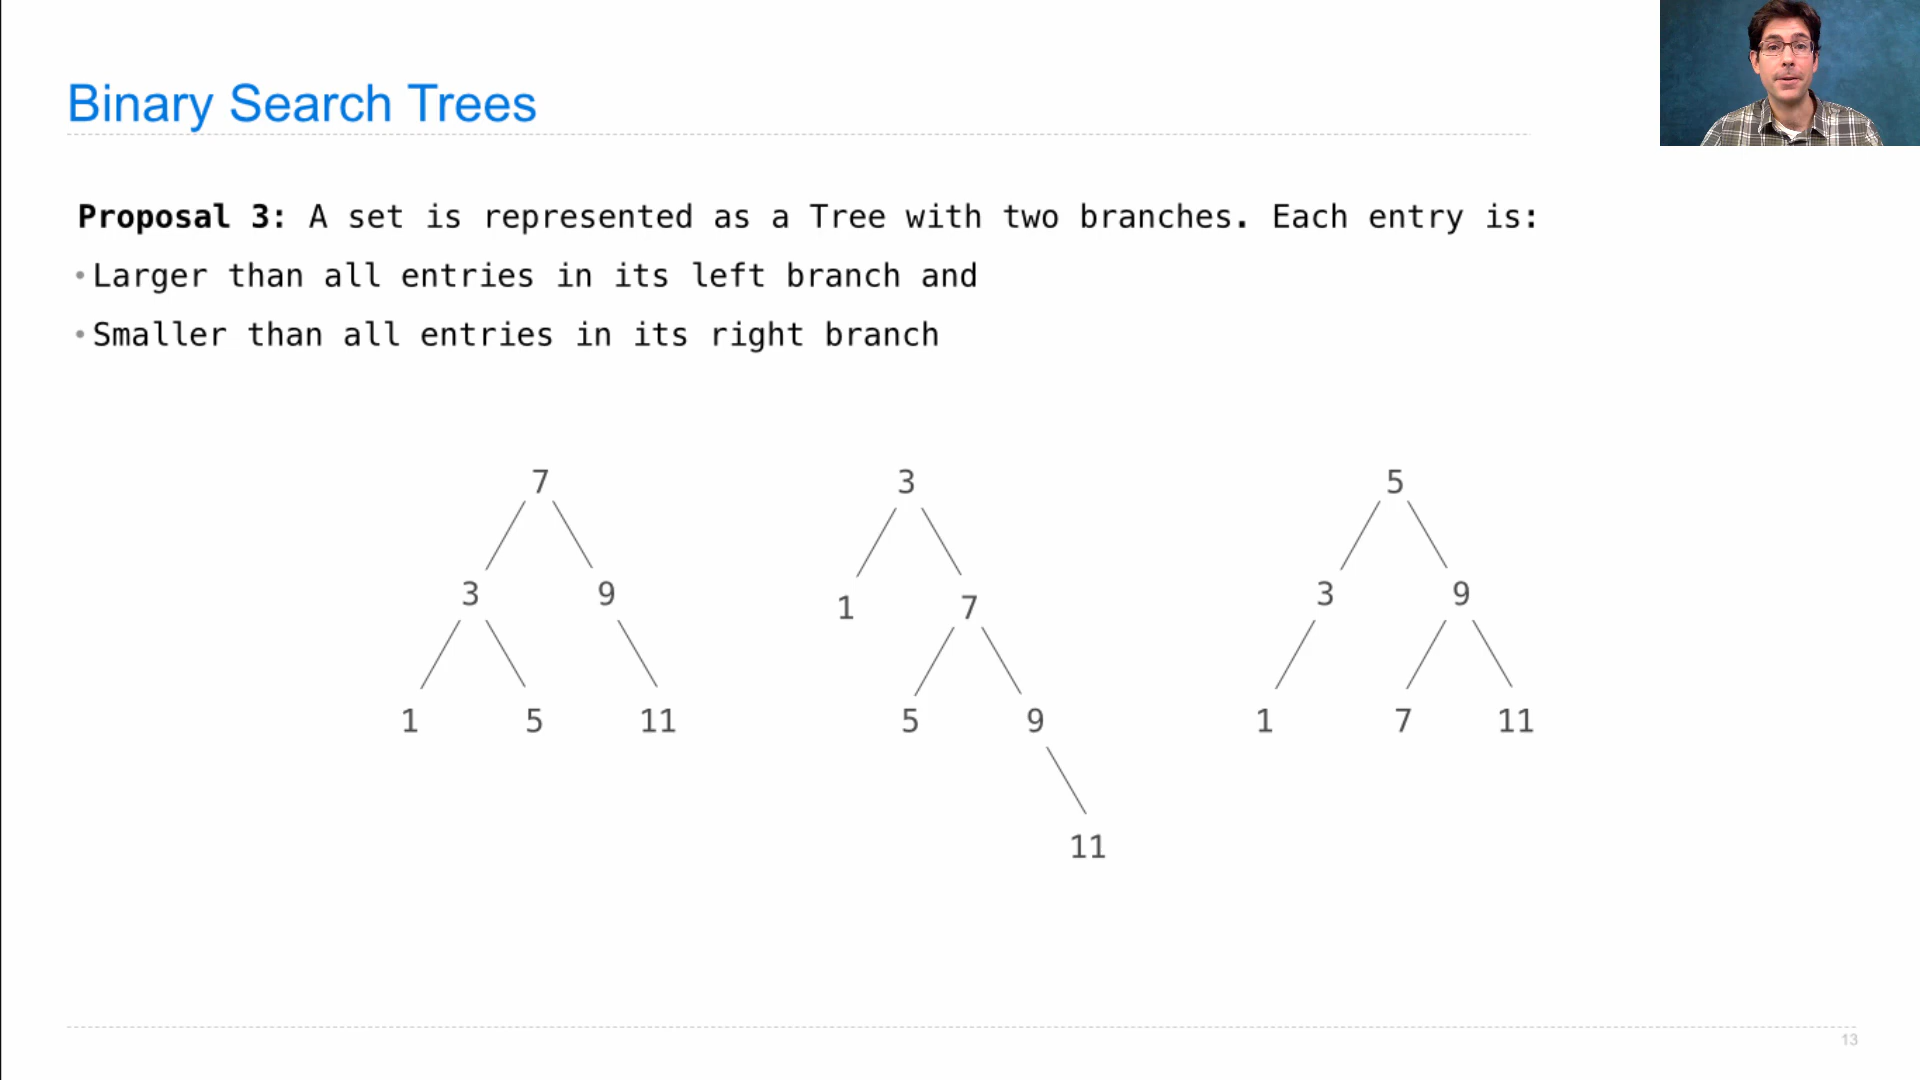 Binary Search Trees
Proposal 3: A set is represented as a Tree with two branches. Each entry is:
•Larger than all entries in its left branch and
•Smaller than all entries in its right branch
7 3 5
3 9 1 7 3 9
1 5 11 5 9 1 7 11
11
13